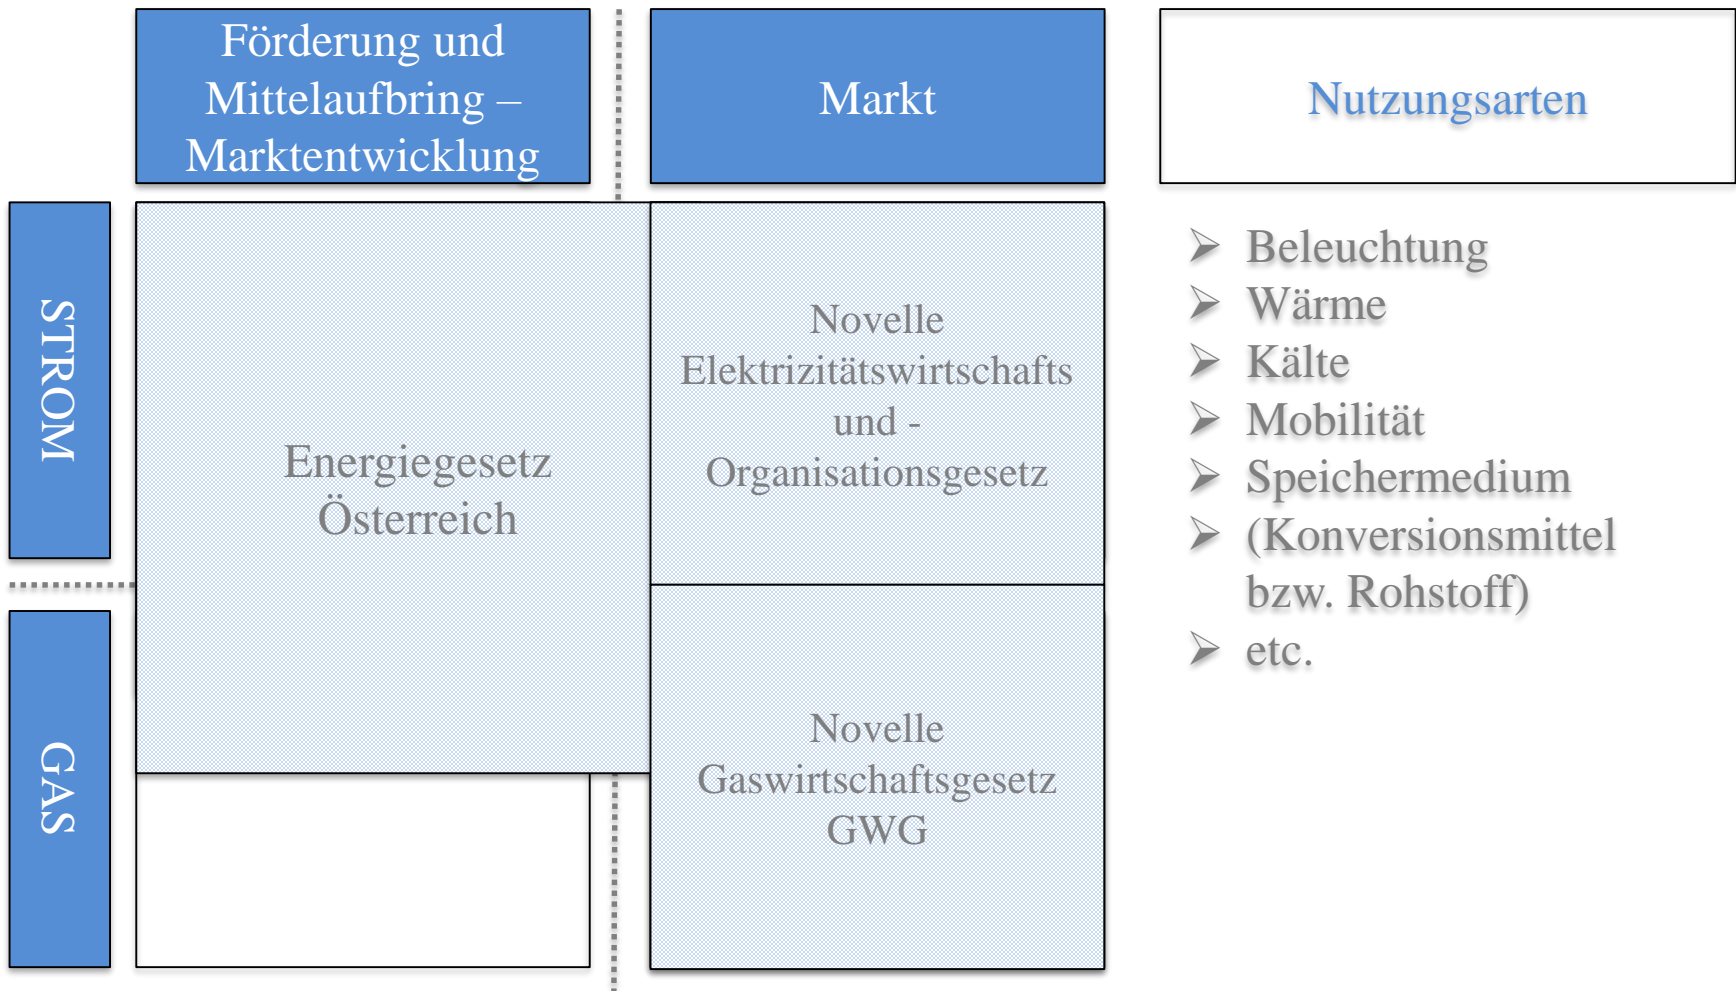 Förderung und
Mittelaufbring –
Marktentwicklung
Markt
Nutzungsarten
STROM
GAS
Energiegesetz
Österreich
Novelle
Elektrizitätswirtschafts
und -
Organisationsgesetz
Novelle
Gaswirtschaftsgesetz
GWG
➢ Beleuchtung
➢ Wärme
➢ Kälte
➢ Mobilität
➢ Speichermedium
➢ (Konversionsmittel
bzw. Rohstoff)
➢ etc.